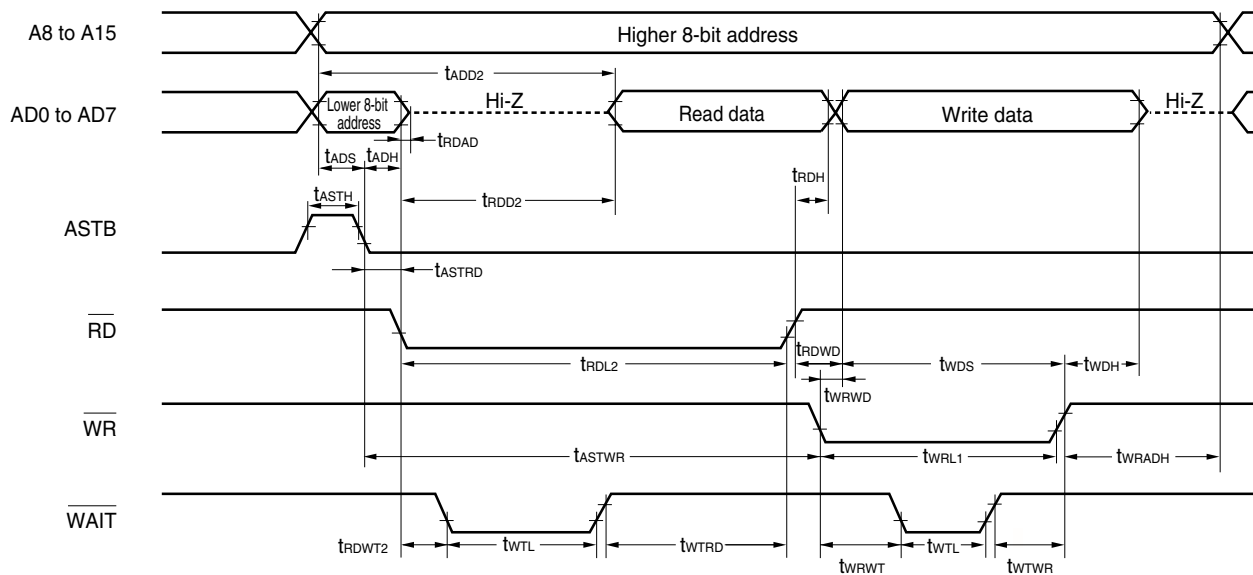 A8 to A15
Higher 8-bit address
tADD2
AD0 to AD7
Lower 8-bit
address
Hi-Z
Read data
Write data
Hi-Z
tRDAD
tADS
tADH
tRDH
tASTH
tRDD2
ASTB
tASTRD
RD
tRDL2
tRDWD
tWDS
tWDH
tWRWD
WR
tASTWR
tWRL1
tWRADH
WAIT
tRDWT2
tWTL
tWTRD
tWRWT
tWTL
tWTWR